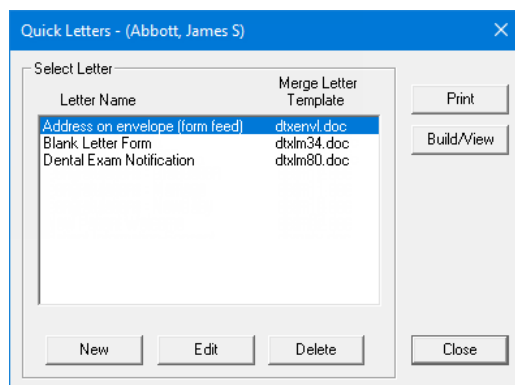 Quick Letters - (Abbott, James S)
Select Letter
Letter Name
Merge Letter
Template
Address on envelope (form feed) dtxenvl.doc
Blank Letter Form dtxlm34.doc
Dental Exam Notification dtxlm80.doc
Print
Build/View
New Edit Delete Close